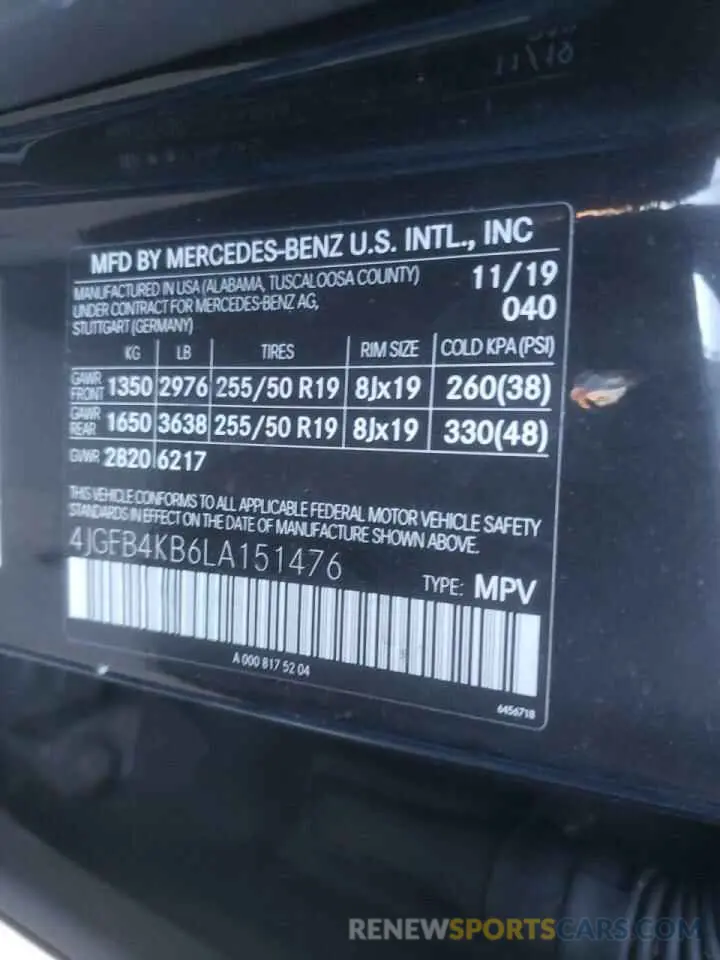 11/19
MFD BY MERCEDES-BENZ U.S. INTL., INC
MANUFACTURED IN USA (ALABAMA, TUSCALOOSA COUNTY) 11/19
UNDER CONTRACT FOR MERCEDES-BENZ AG, 040
STUTTGART (GERMANY)
KG LB TIRES RIM SIZE COLD KPA (PSI)
GAWR FRONT 1350 2976 255/50 R19 8Jx19 260(38)
GAWR REAR 1650 3638 255/50 R19 8Jx19 330(48)
GVWR 2820 6217
THIS VEHICLE CONFORMS TO ALL APPLICABLE FEDERAL MOTOR VEHICLE SAFETY
STANDARDS IN EFFECT ON THE DATE OF MANUFACTURE SHOWN ABOVE.
4JGFB4KB6LA151476 TYPE: MPV
A 000 817 52 04
6456718
RENEWSPORTSCARS.COM